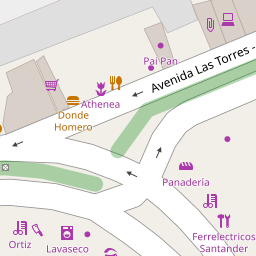 Pai Pan
Avenida Las Torres
Athenea
Donde
Homero
Panadería
Ferrelectricos
Santander
Ortiz
Lavaseco